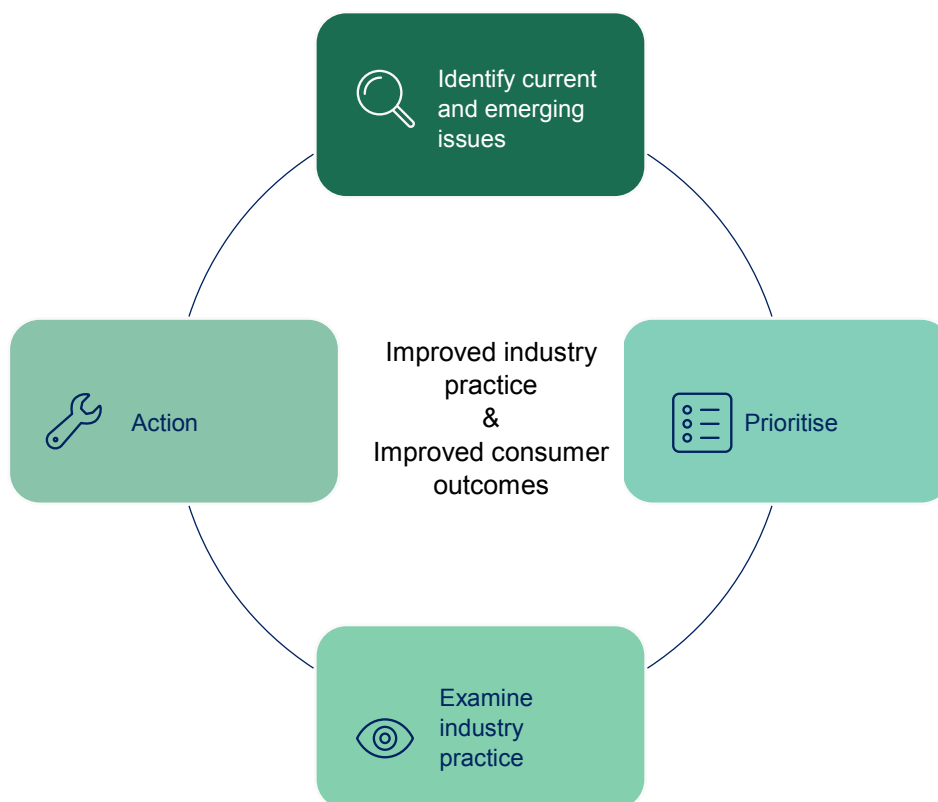 Identify current
and emerging
issues
Improved industry
practice
&
Improved consumer
outcomes
Action
Prioritise
Examine
industry
practice